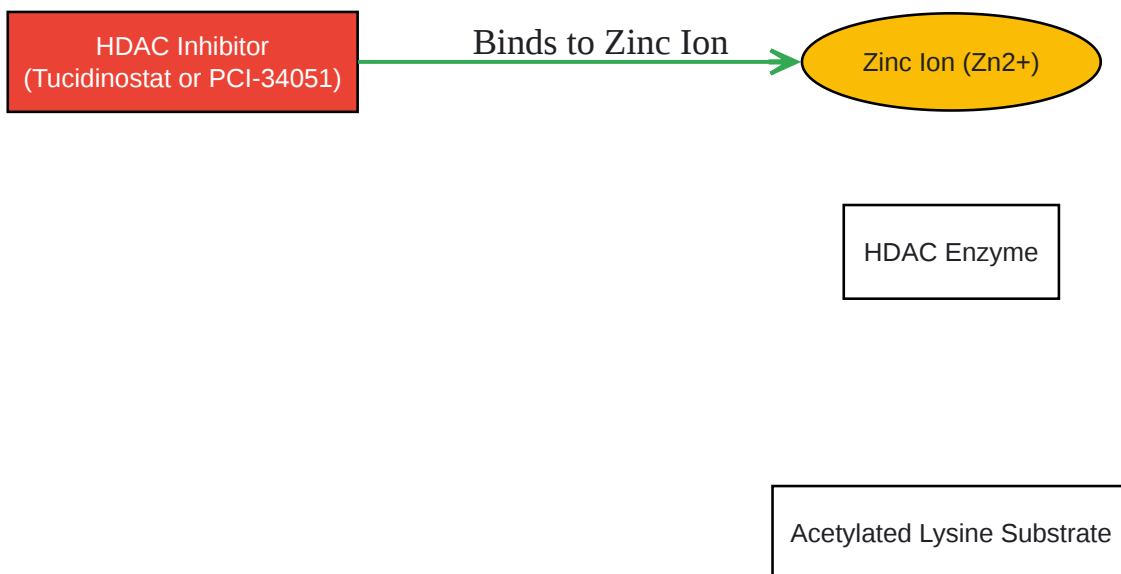 HDAC Inhibitor
(Tucidinostat or PCI-34051)
Binds to Zinc Ion
Zinc Ion (Zn2+)
HDAC Enzyme
Acetylated Lysine Substrate